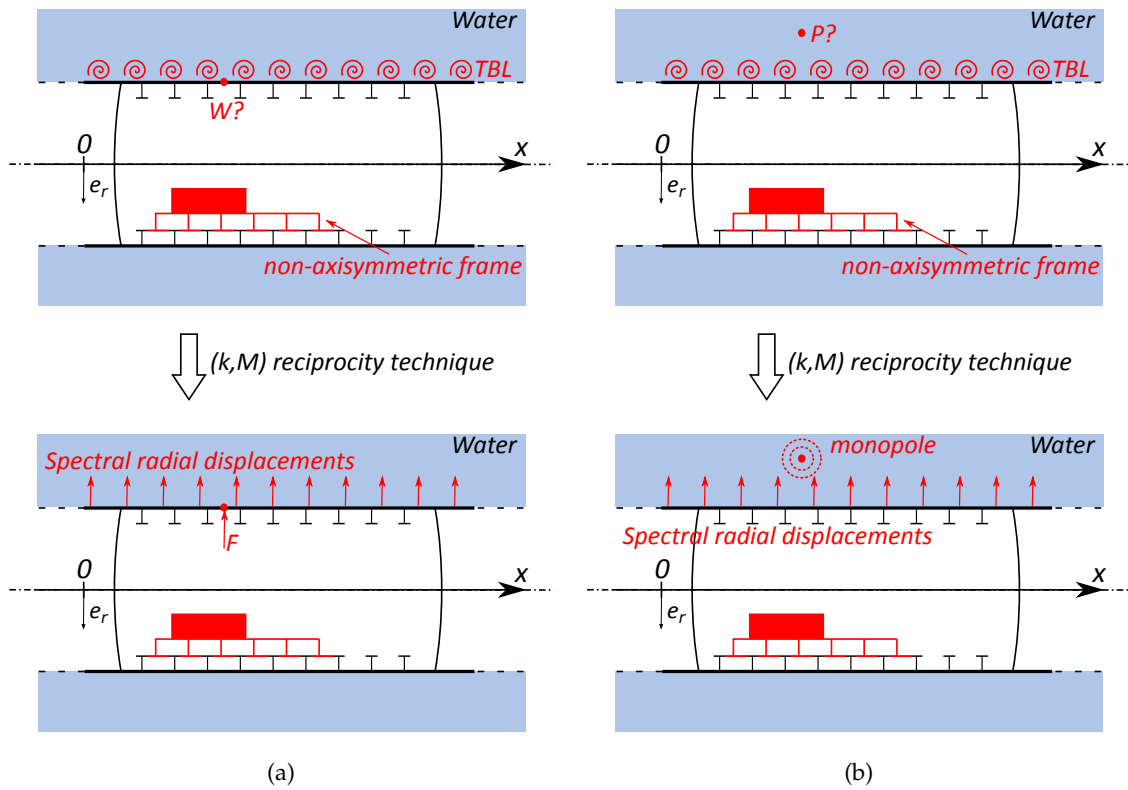 Water
TBL
W?
0
x
e_r
non-axisymmetric frame
(k,M) reciprocity technique
Water
Spectral radial displacements
F
0
x
e_r
(a)
Water
P?
TBL
0
x
e_r
non-axisymmetric frame
(k,M) reciprocity technique
Water
monopole
Spectral radial displacements
0
x
e_r
(b)